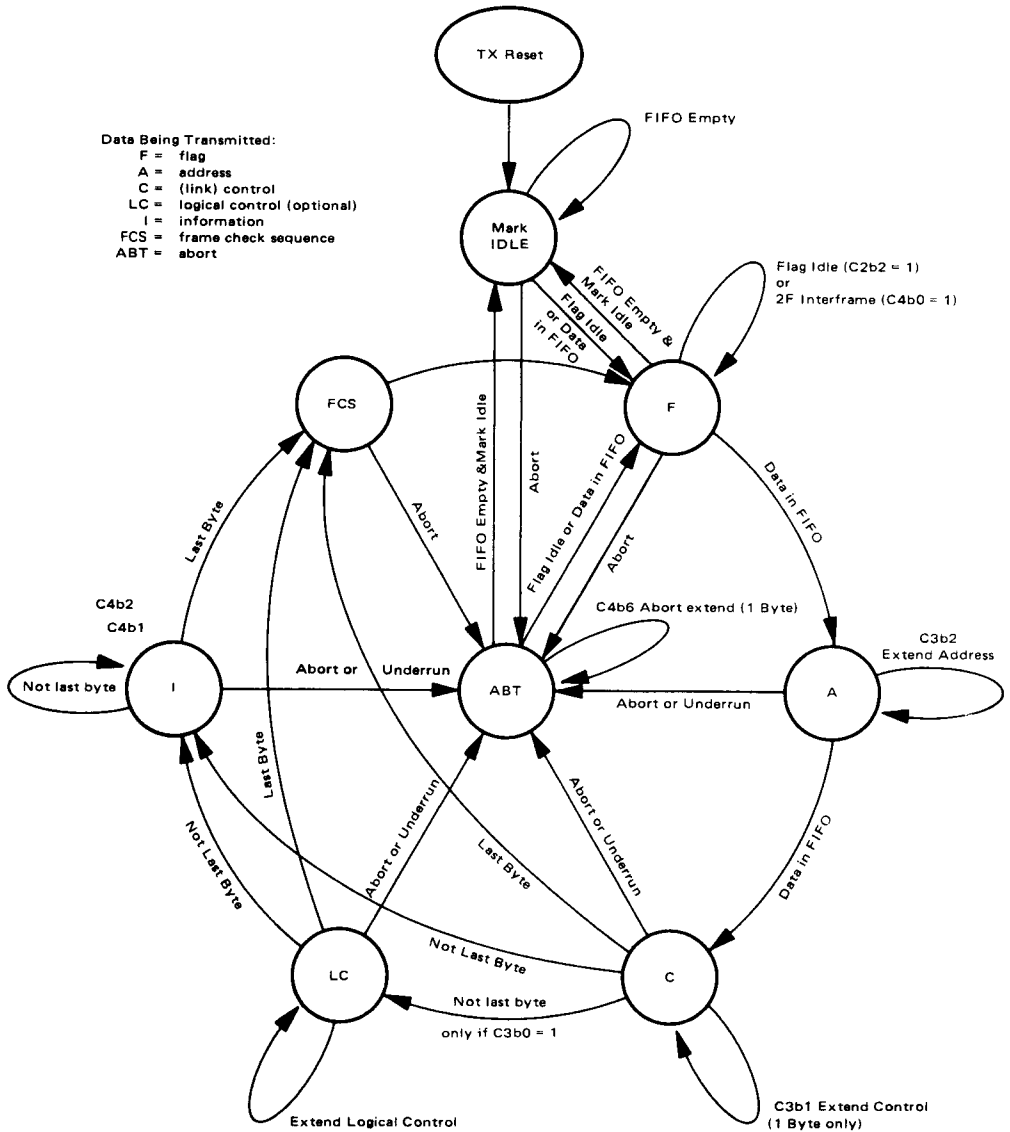 TX Reset
FIFO Empty
Data Being Transmitted:
F = flag
A = address
C = (link) control
LC = logical control (optional)
I = information
FCS = frame check sequence
ABT = abort
Mark
IDLE
Flag Idle (C2b2 = 1)
or
2F Interframe (C4b0 = 1)
FIFO Empty &
Mark Idle
Flag Idle
or Data
in FIFO
FCS
F
FIFO Empty &Mark Idle
Abort
Flag Idle or Data in FIFO
Abort
Abort
Last Byte
Data in FIFO
C4b2
C4b1
C4b6 Abort extend (1 Byte)
C3b2
Extend Address
Not last byte
I
Abort or Underrun
ABT
Abort or Underrun
A
Last Byte
Not Last Byte
Abort or Underrun
Last Byte
Abort or Underrun
Data in FIFO
Not Last Byte
LC
C
Not last byte
only if C3b0 = 1
Extend Logical Control
C3b1 Extend Control
(1 Byte only)